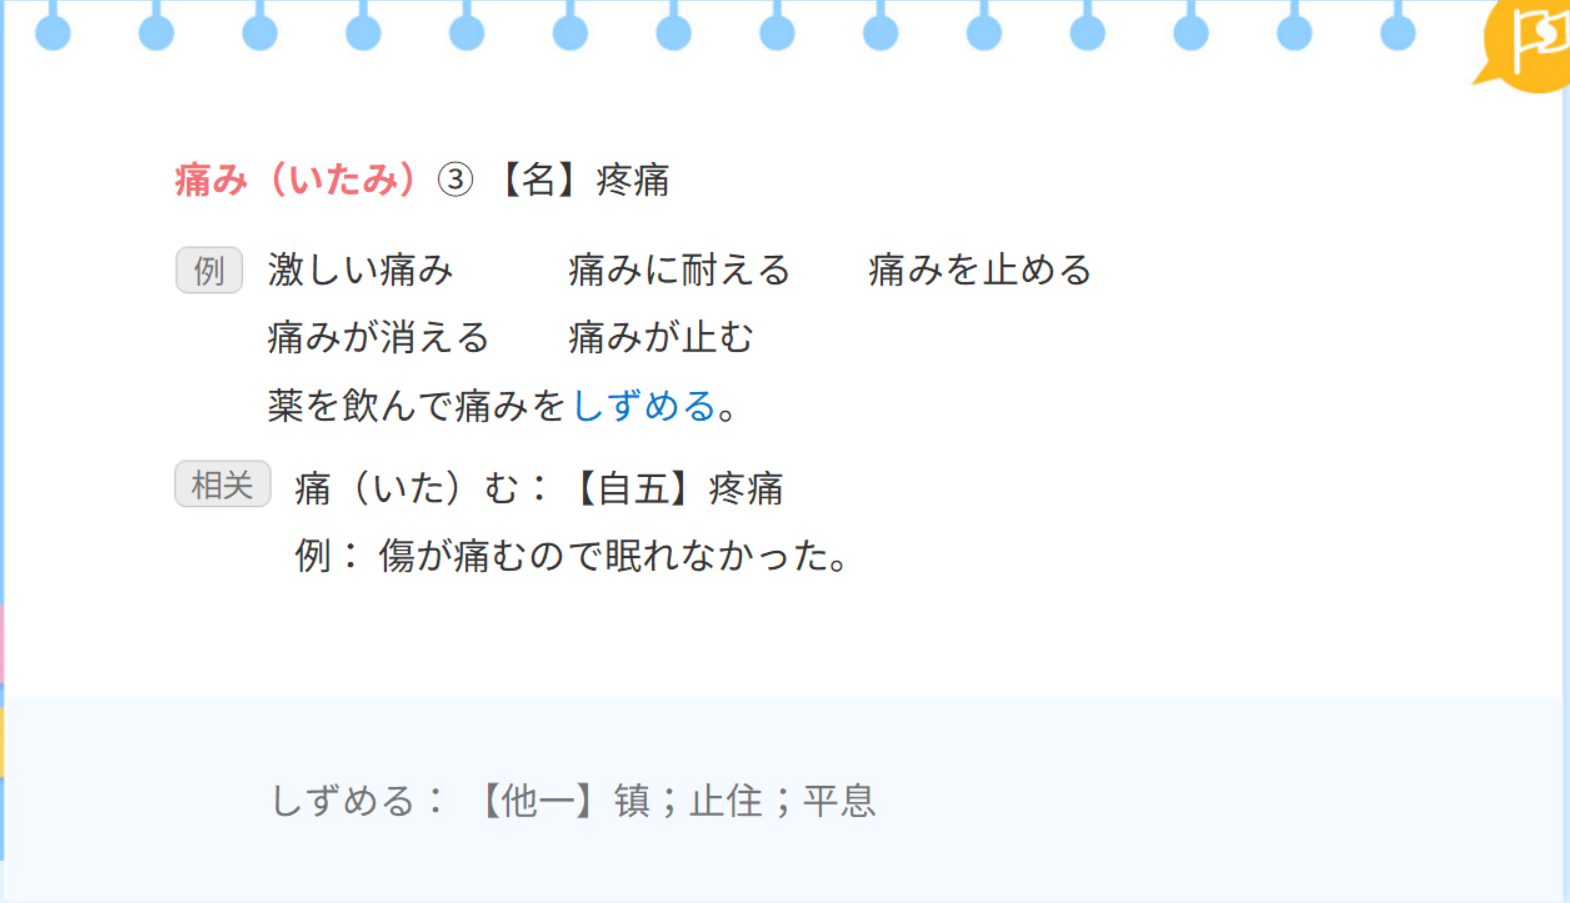 痛み（いたみ）③ 【名】疼痛
例 激しい痛み 痛みに耐える 痛みを止める
痛みが消える 痛みが止む
薬を飲んで痛みをしずめる。
相关 痛（いた）む：【自五】疼痛
例： 傷が痛むので眠れなかった。
しずめる： 【他一】镇；止住；平息